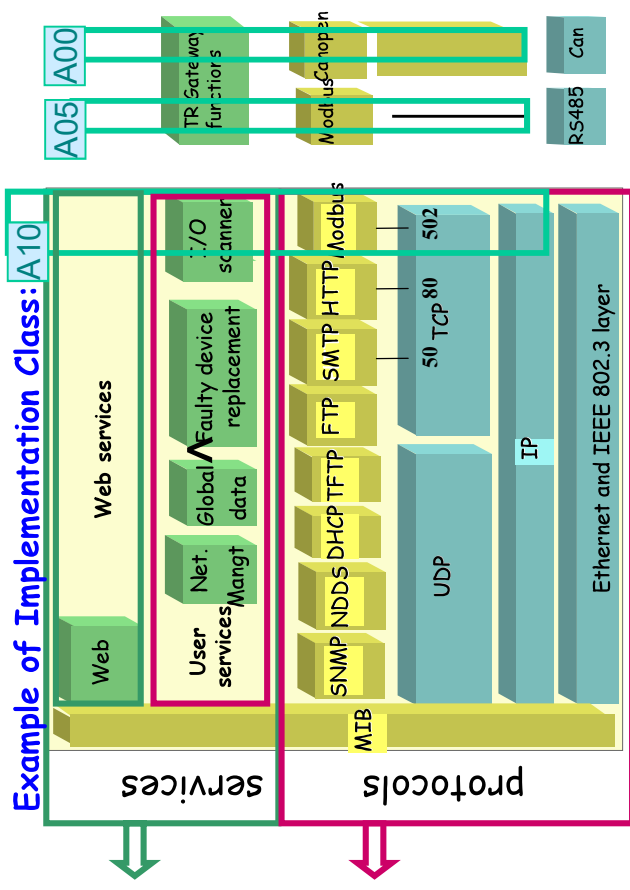 Example of Implementation Class:
A10
A05
A00
Web services
Web
User
services
Net.
Mangt
Global
data
Faulty device
replacement
I/O
scanner
TR Gateway
functions
SNMP
NDDS
DHCP
TFTP
FTP
SMTP
HTTP
Modbus
Modbus
Canopen
50
80
502
UDP
TCP
IP
Ethernet and IEEE 802.3 layer
RS485
Can
MIB
services
protocols